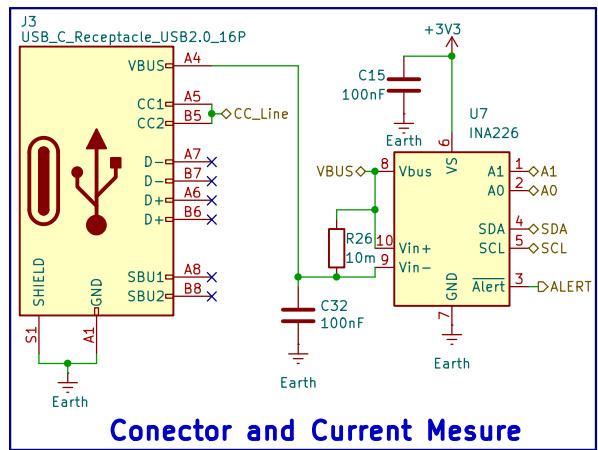 J3
USB_C_Receptacle_USB2.0_16P
VBUS A4
CC1 A5
CC2 B5
CC_Line
D- A7
D- B7
D+ A6
D+ B6
SBU1 A8
SBU2 B8
SHIELD
GND
S1
A1
Earth
+3V3
C15
100nF
Earth
U7
INA226
6
VS
VBUS 8 Vbus
A1 1 A1
A0 2 A0
SDA 4 SDA
SCL 5 SCL
R26
10m
10 Vin+
9 Vin-
Alert 3 ALERT
GND
7
Earth
C32
100nF
Earth
Conector and Current Mesure